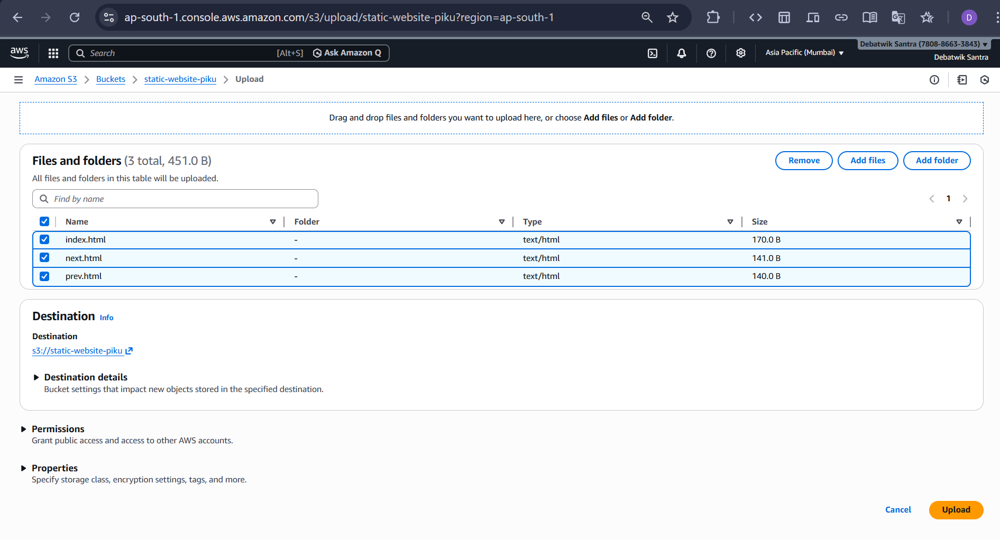 ap-south-1.console.aws.amazon.com/s3/upload/static-website-piku?region=ap-south-1
D
aws
Search
[Alt+S]
Ask Amazon Q
Asia Pacific (Mumbai)
Debatwik Santra (7808-8663-3843)
Debatwik Santra
Amazon S3
Buckets
static-website-piku
Upload
Drag and drop files and folders you want to upload here, or choose Add files or Add folder.
Files and folders (3 total, 451.0 B)
Remove
Add files
Add folder
All files and folders in this table will be uploaded.
Find by name
1
Name
Folder
Type
Size
index.html
-
text/html
170.0 B
next.html
-
text/html
141.0 B
prev.html
-
text/html
140.0 B
Destination Info
Destination
s3://static-website-piku
Destination details
Bucket settings that impact new objects stored in the specified destination.
Permissions
Grant public access and access to other AWS accounts.
Properties
Specify storage class, encryption settings, tags, and more.
Cancel
Upload